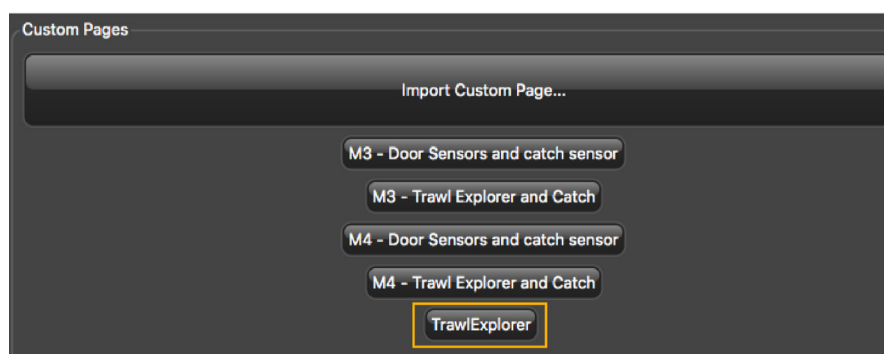 Custom Pages
Import Custom Page...
M3 - Door Sensors and catch sensor
M3 - Trawl Explorer and Catch
M4 - Door Sensors and catch sensor
M4 - Trawl Explorer and Catch
TrawlExplorer